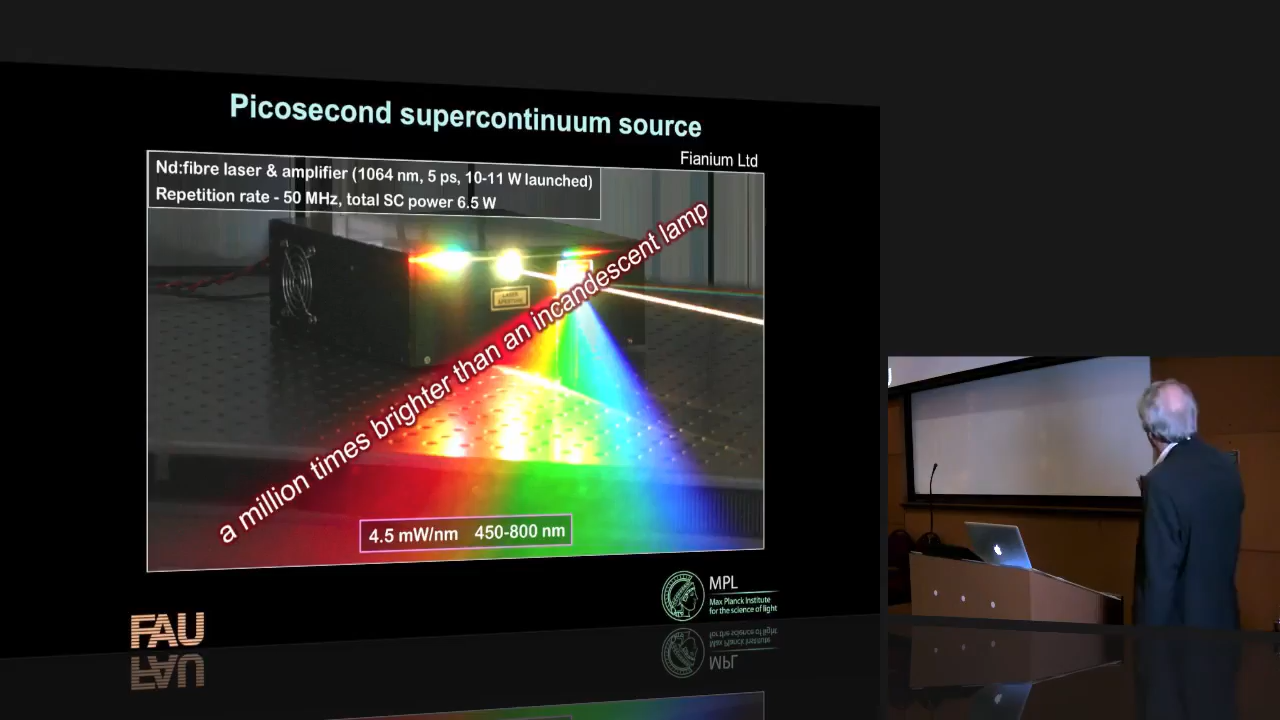 Picosecond supercontinuum source
Fianium Ltd
Nd:fibre laser & amplifier (1064 nm, 5 ps, 10-11 W launched)
Repetition rate - 50 MHz, total SC power 6.5 W
LASER
APERTURE
a million times brighter than an incandescent lamp
4.5 mW/nm 450-800 nm
FAU
MPL
Max Planck Institute
for the science of light